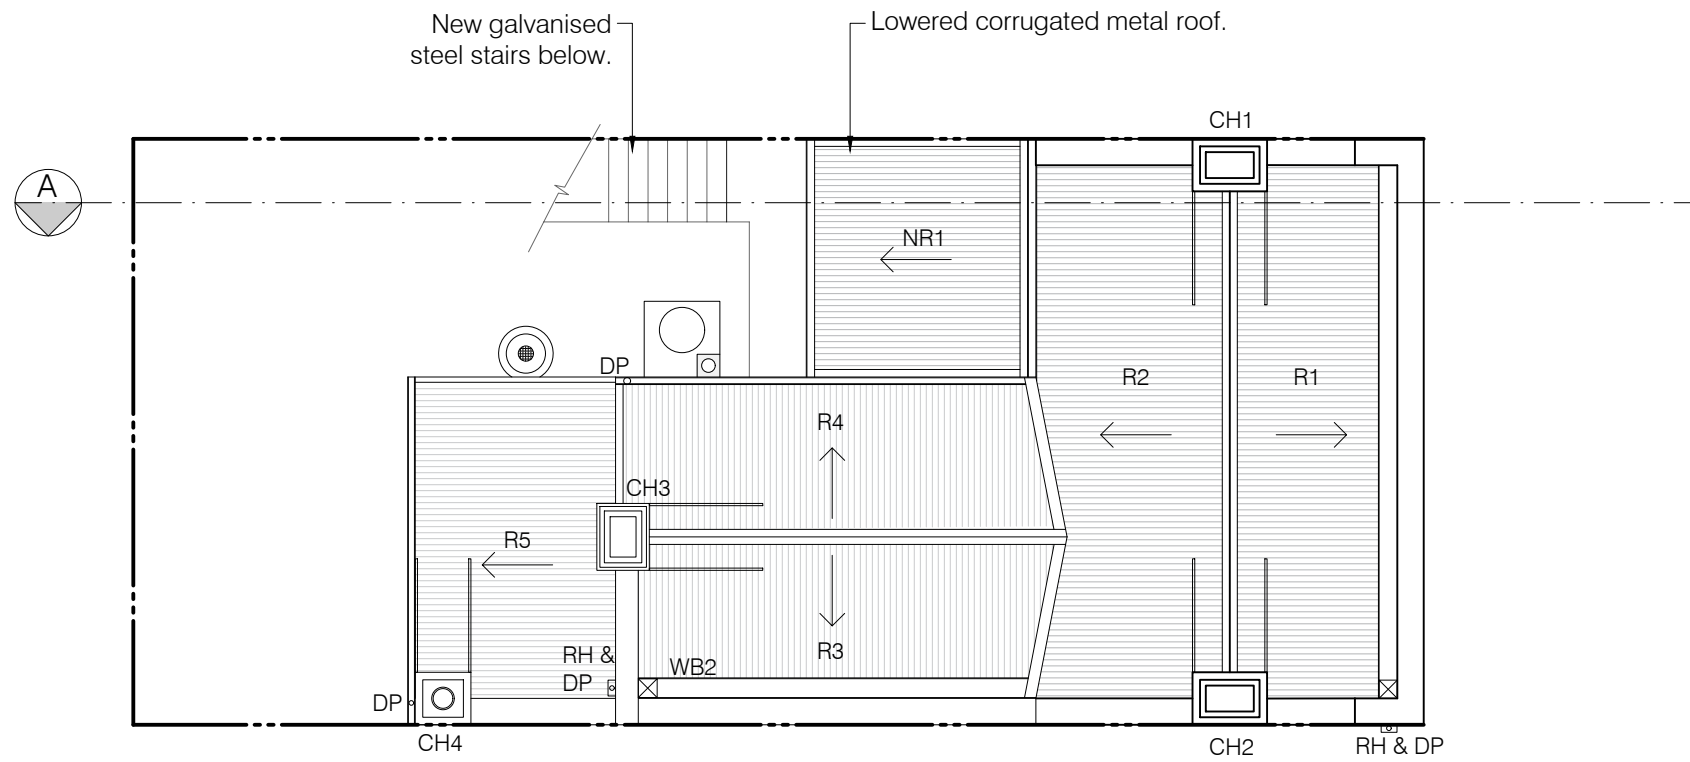 New galvanised
steel stairs below.
Lowered corrugated metal roof.
CH1
A
NR1
DP
R2
R1
R4
CH3
R5
R3
RH &
DP
WB2
DP
CH4
CH2
RH & DP